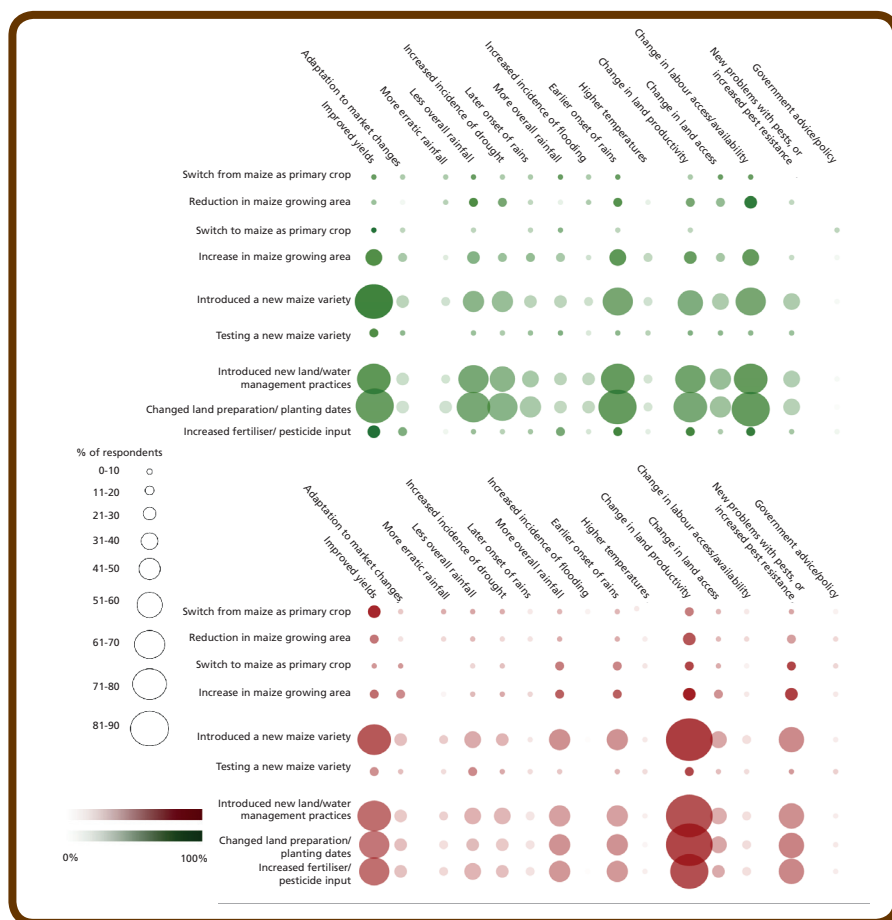 Improved yields
Adaptation to market changes
More erratic rainfall
Less overall rainfall
Increased incidence of drought
Later onset of rains
More overall rainfall
Increased incidence of flooding
Earlier onset of rains
Higher temperatures
Change in land productivity
Change in land access
Change in labour access/availability
New problems with pests, or
increased pest resistance
Government advice/policy
Switch from maize as primary crop
Reduction in maize growing area
Switch to maize as primary crop
Increase in maize growing area
Introduced a new maize variety
Testing a new maize variety
Introduced new land/water
management practices
Changed land preparation/ planting dates
Increased fertiliser/ pesticide input
% of respondents
0-10
11-20
21-30
31-40
41-50
51-60
61-70
71-80
81-90
Improved yields
Adaptation to market changes
More erratic rainfall
Less overall rainfall
Increased incidence of drought
Later onset of rains
More overall rainfall
Increased incidence of flooding
Earlier onset of rains
Higher temperatures
Change in land productivity
Change in land access
Change in labour access/availability
New problems with pests, or
increased pest resistance
Government advice/policy
Switch from maize as primary crop
Reduction in maize growing area
Switch to maize as primary crop
Increase in maize growing area
Introduced a new maize variety
Testing a new maize variety
Introduced new land/water
management practices
Changed land preparation/
planting dates
Increased fertiliser/
pesticide input
0%
100%